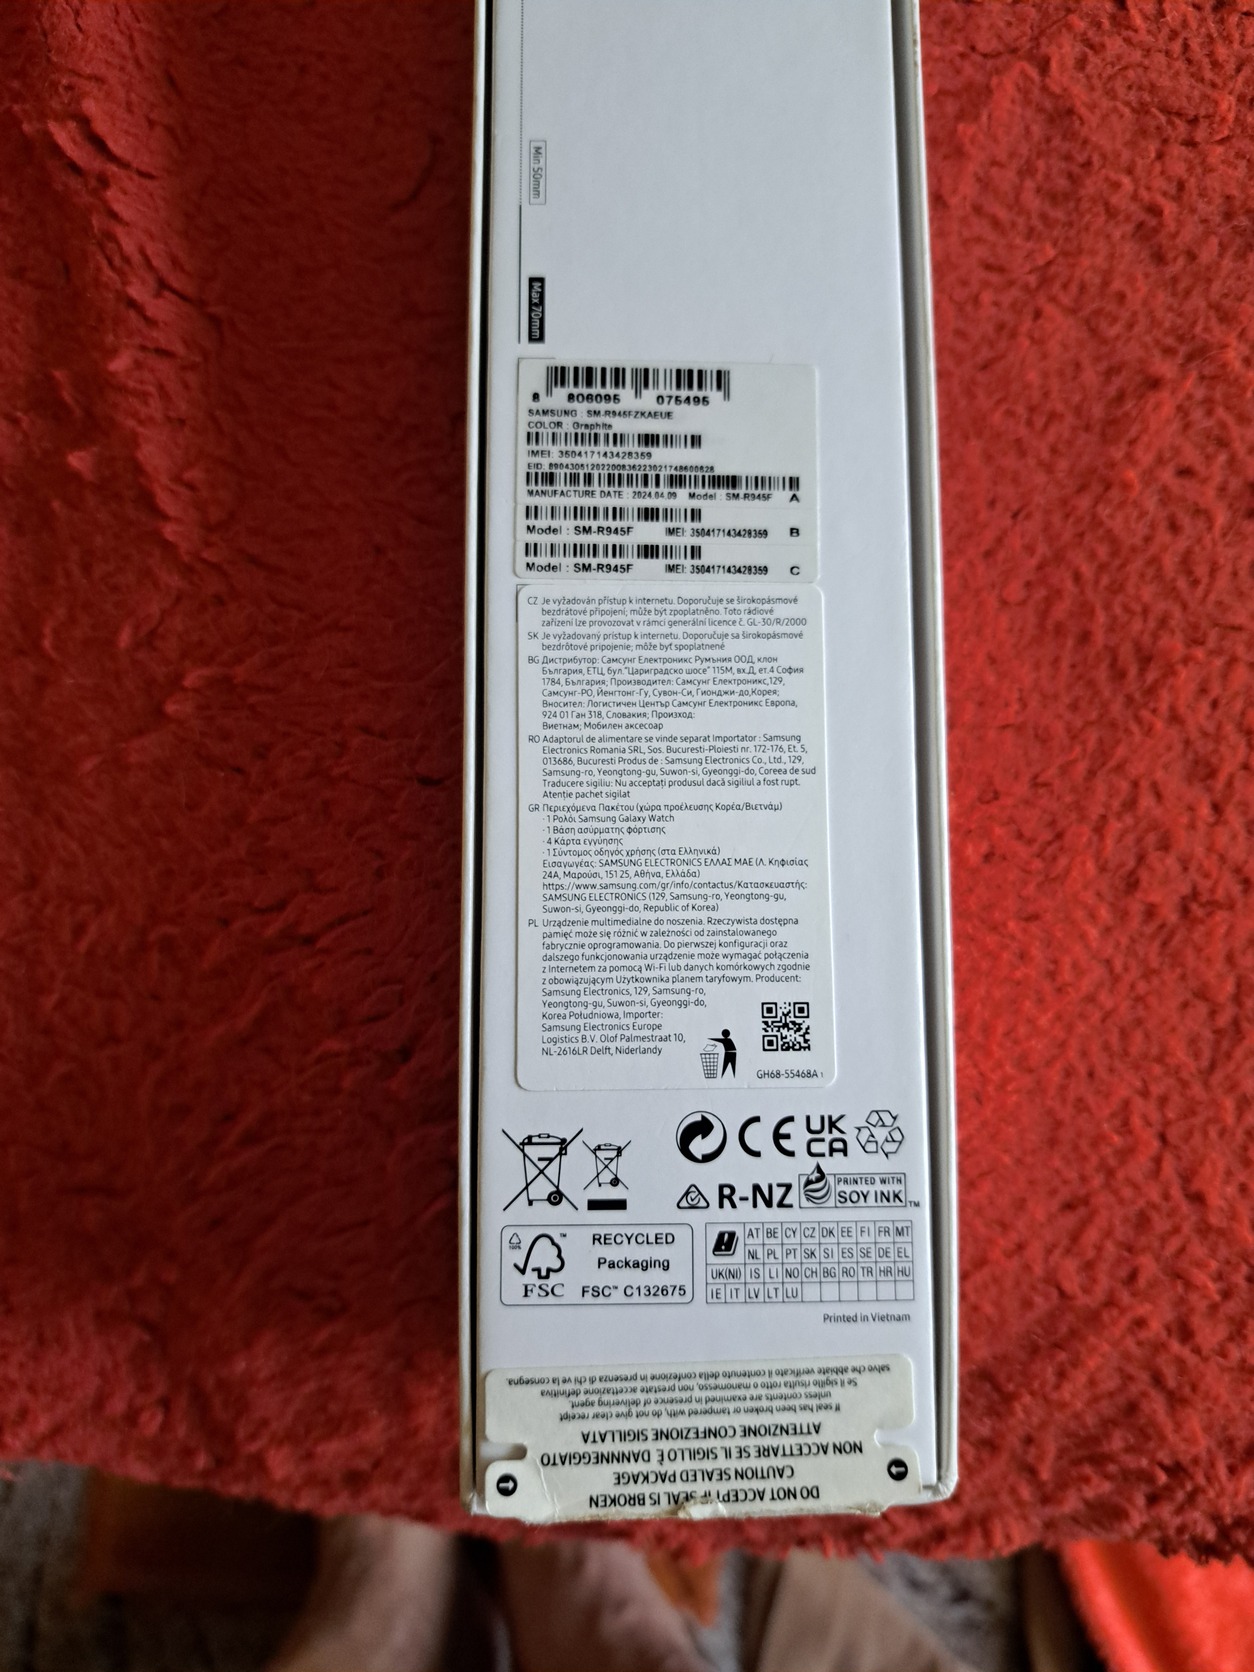 Min 50mm
Max 70mm
8 806095 075495
SAMSUNG : SM-R945FZKAEUE
COLOR : Graphite
IMEI: 350417143428359
EID: 89043051202200836223021748600828
MANUFACTURE DATE : 2024.04.09 Model : SM-R945F A
Model : SM-R945F IMEI: 350417143428359 B
Model : SM-R945F IMEI: 350417143428359 C
CZ Je vyžadován přístup k internetu. Doporučuje se širokopásmové
bezdrátové připojení; může být zpoplatněno. Toto rádiové
zařízení lze provozovat v rámci generální licence č. GL-30/R/2000
SK Je vyžadovaný prístup k internetu. Doporučuje sa širokopásmové
bezdrôtové pripojenie; môže byť spoplatnené
BG Дистрибутор: Самсунг Електроникс Румъния ООД, клон
България, ЕТЦ, бул."Цариградско шосе" 115М, вх.Д, ет.4 София
1784, България; Производител: Самсунг Електроникс,129,
Самсунг-РО, Йенгтонг-Гу, Сувон-Си, Гионджи-до,Корея;
Вносител: Логистичен Център Самсунг Електроникс Европа,
924 01 Ган 318, Словакия; Произход:
Виетнам; Мобилен аксесоар
RO Adaptorul de alimentare se vinde separat Importator : Samsung
Electronics Romania SRL, Sos. Bucuresti-Ploiesti nr. 172-176, Et. 5,
013686, Bucuresti Produs de : Samsung Electronics Co., Ltd., 129,
Samsung-ro, Yeongtong-gu, Suwon-si, Gyeonggi-do, Coreea de sud
Traducere sigiliu: Nu acceptați produsul dacă sigiliul a fost rupt.
Atenție pachet sigilat
GR Περιεχόμενα Πακέτου (χώρα προέλευσης Κορέα/Βιετνάμ)
· 1 Ρολόι Samsung Galaxy Watch
· 1 Βάση ασύρματης φόρτισης
· 4 Κάρτα εγγύησης
· 1 Σύντομος οδηγός χρήσης (στα Ελληνικά)
Εισαγωγέας: SAMSUNG ELECTRONICS ΕΛΛΑΣ ΜΑΕ (Λ. Κηφισίας
24Α, Μαρούσι, 151 25, Αθήνα, Ελλάδα)
https://www.samsung.com/gr/info/contactus/Κατασκευαστής:
SAMSUNG ELECTRONICS (129, Samsung-ro, Yeongtong-gu,
Suwon-si, Gyeonggi-do, Republic of Korea)
PL Urządzenie multimedialne do noszenia. Rzeczywista dostępna
pamięć może się różnić w zależności od zainstalowanego
fabrycznie oprogramowania. Do pierwszej konfiguracji oraz
dalszego funkcjonowania urządzenie może wymagać połączenia
z Internetem za pomocą Wi-Fi lub danych komórkowych zgodnie
z obowiązującym Użytkownika planem taryfowym. Producent:
Samsung Electronics, 129, Samsung-ro,
Yeongtong-gu, Suwon-si, Gyeonggi-do,
Korea Południowa, Importer:
Samsung Electronics Europe
Logistics B.V. Olof Palmestraat 10,
NL-2616LR Delft, Niderlandy
GH68-55468A 1
CE UK CA
R-NZ
PRINTED WITH
SOY INK ™
100%
FSC
RECYCLED
Packaging
FSC™ C132675
AT BE CY CZ DK EE FI FR MT
NL PL PT SK SI ES SE DE EL
UK(NI) IS LI NO CH BG RO TR HR HU
IE IT LV LT LU
Printed in Vietnam
DO NOT ACCEPT IF SEAL IS BROKEN
CAUTION SEALED PACKAGE
NON ACCETTARE SE IL SIGILLO È DANNNEGGIATO
ATTENZIONE CONFEZIONE SIGILLATA
If seal has been broken or tampered with, do not give clear receipt
unless contents are examined in presence of delivering agent.
Se il sigillo risulta rotto o manomesso, non prestate accettazione definitiva
salvo che abbiate verificato il contenuto della confezione in presenza di chi ve la consegna.